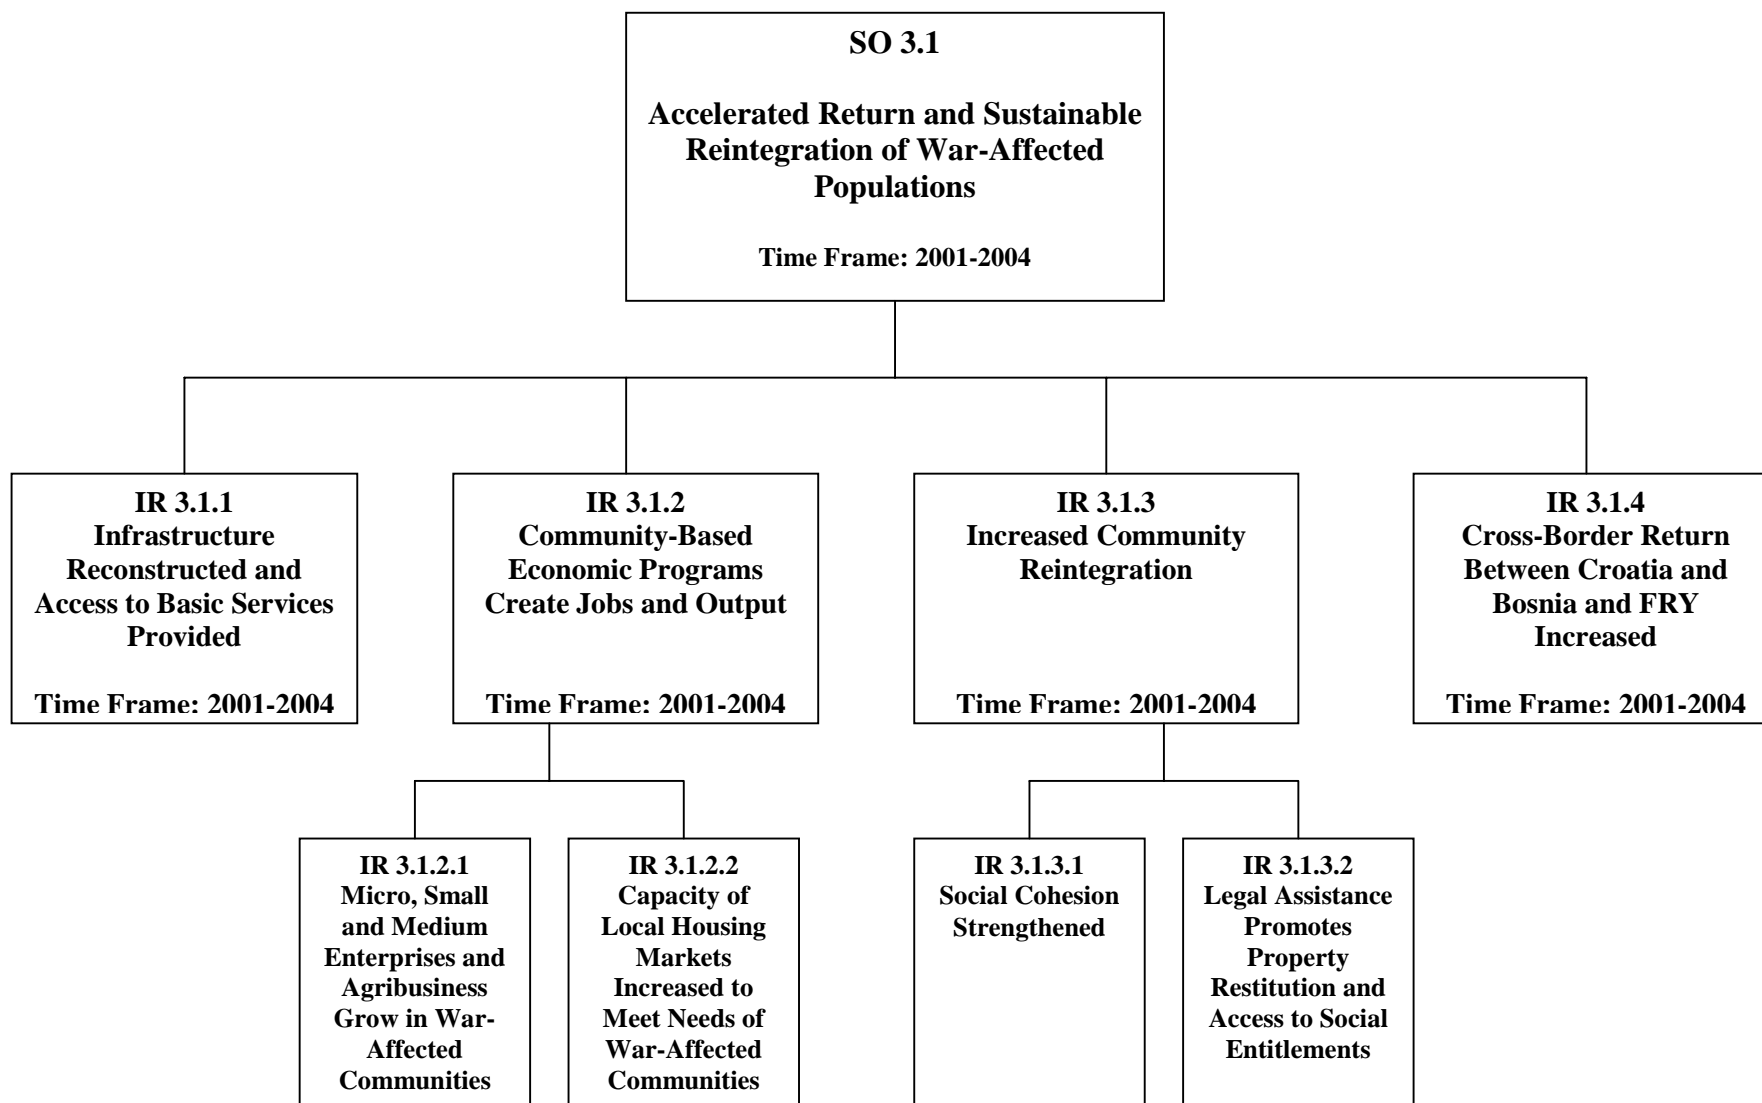 SO 3.1
Accelerated Return and Sustainable
Reintegration of War-Affected
Populations
Time Frame: 2001-2004
IR 3.1.1
Infrastructure
Reconstructed and
Access to Basic Services
Provided
Time Frame: 2001-2004
IR 3.1.2
Community-Based
Economic Programs
Create Jobs and Output
Time Frame: 2001-2004
IR 3.1.3
Increased Community
Reintegration
Time Frame: 2001-2004
IR 3.1.4
Cross-Border Return
Between Croatia and
Bosnia and FRY
Increased
Time Frame: 2001-2004
IR 3.1.2.1
Micro, Small
and Medium
Enterprises and
Agribusiness
Grow in War-
Affected
Communities
IR 3.1.2.2
Capacity of
Local Housing
Markets
Increased to
Meet Needs of
War-Affected
Communities
IR 3.1.3.1
Social Cohesion
Strengthened
IR 3.1.3.2
Legal Assistance
Promotes
Property
Restitution and
Access to Social
Entitlements